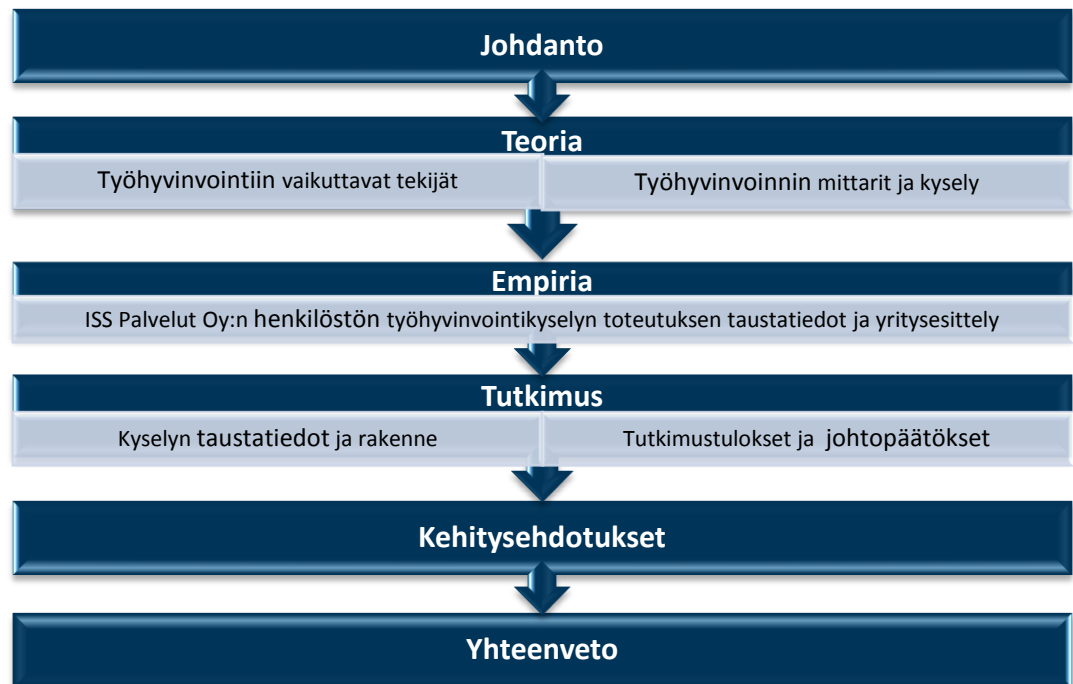 Johdanto
Teoria
Työhyvinvointiin vaikuttavat tekijät
Työhyvinvoinnin mittarit ja kysely
Empiria
ISS Palvelut Oy:n henkilöstön työhyvinvointikyselyn toteutuksen taustatiedot ja yritysesittely
Tutkimus
Kyselyn taustatiedot ja rakenne
Tutkimustulokset ja johtopäätökset
Kehitysehdotukset
Yhteenveto